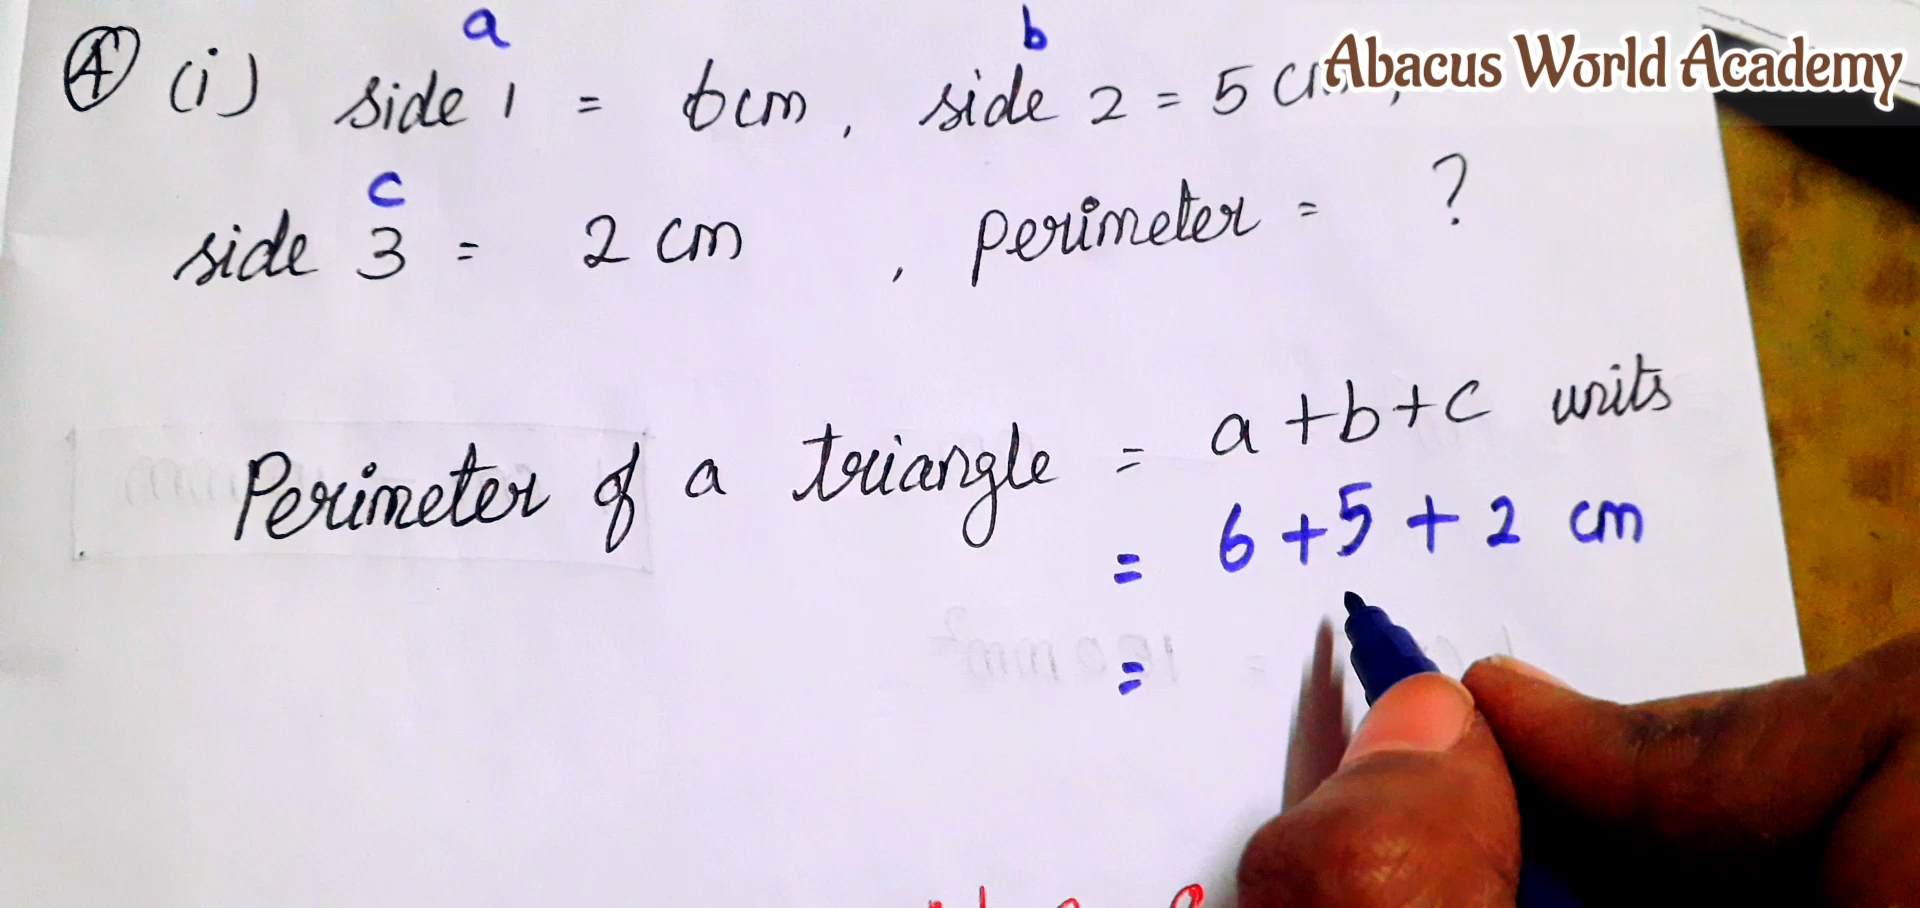 Abacus World Academy
4 (i) side 1 = 6cm, side 2 = 5 cm,
a b
side 3 = 2 cm, perimeter = ?
c
Perimeter of a triangle = a+b+c units
= 6+5+2 cm
=